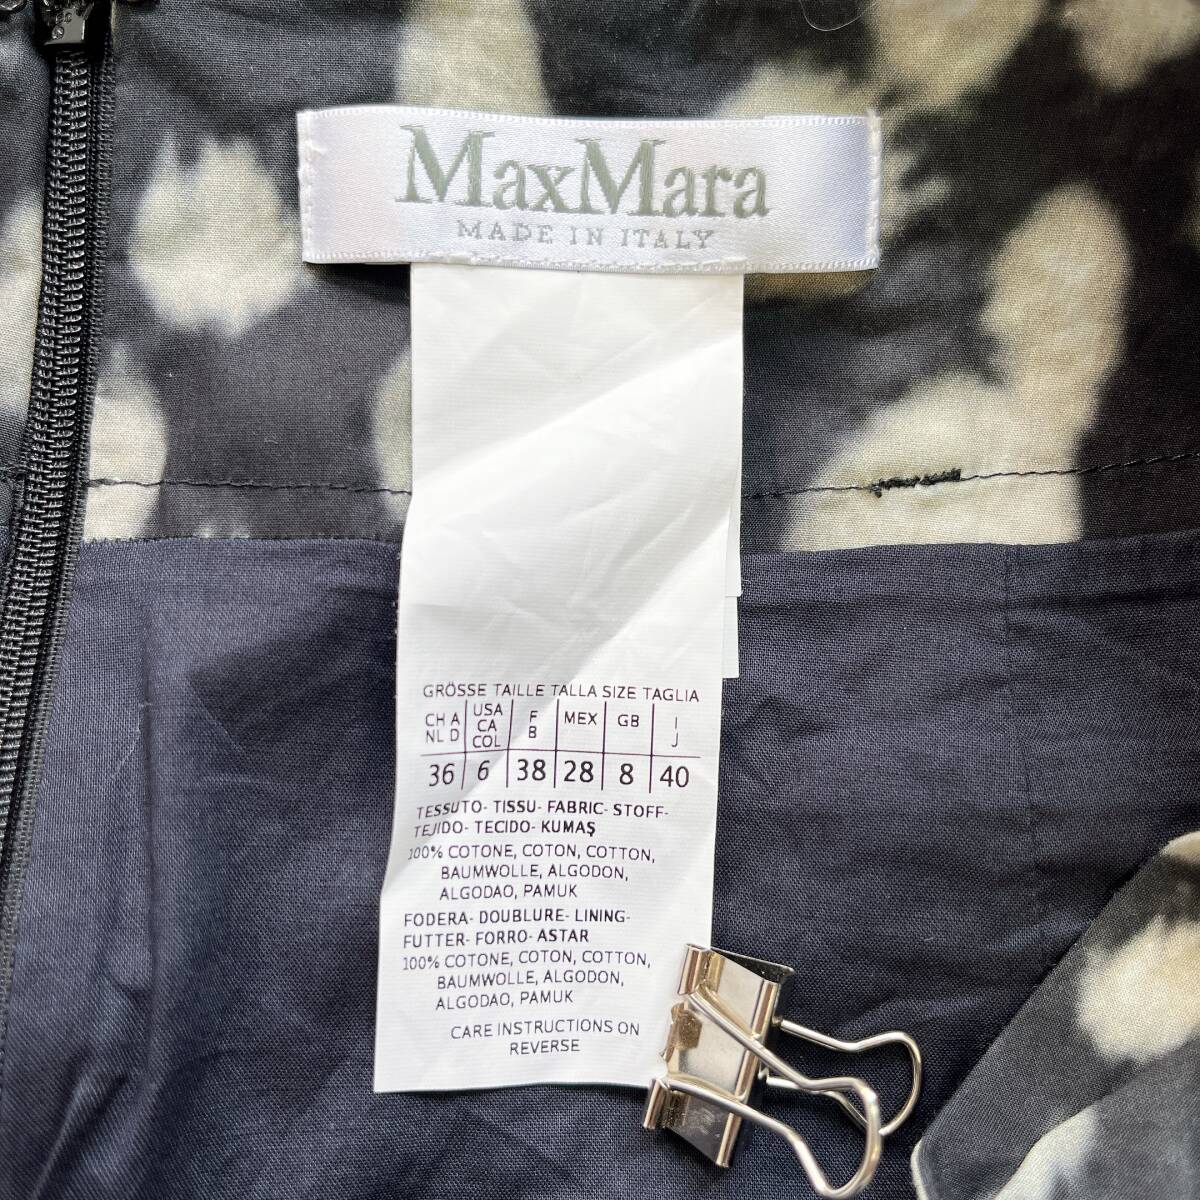 MaxMara
MADE IN ITALY
GRÖSSE TAILLE TALLA SIZE TAGLIA
CH A NL D USA CA COL F B MEX GB I J
36 6 38 28 8 40
TESSUTO- TISSU- FABRIC- STOFF-
TEJIDO- TECIDO- KUMAŞ
100% COTONE, COTON, COTTON,
BAUMWOLLE, ALGODON,
ALGODAO, PAMUK
FODERA- DOUBLURE- LINING-
FUTTER- FORRO- ASTAR
100% COTONE, COTON, COTTON,
BAUMWOLLE, ALGODON,
ALGODAO, PAMUK
CARE INSTRUCTIONS ON
REVERSE